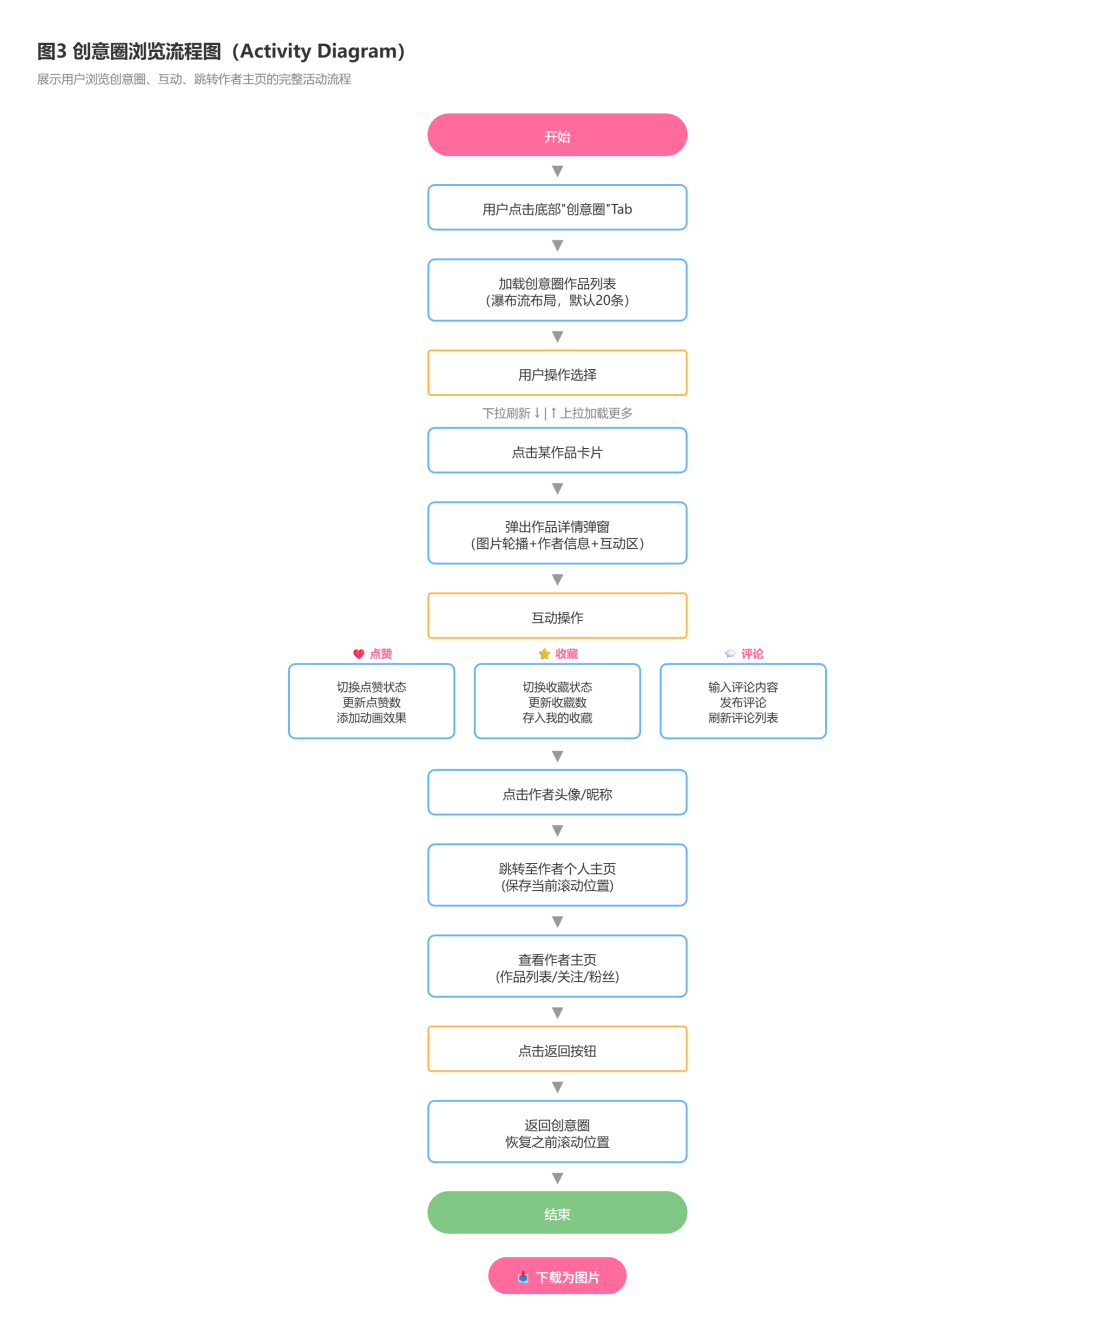 图3 创意圈浏览流程图（Activity Diagram）
展示用户浏览创意圈、互动、跳转作者主页的完整活动流程
开始
用户点击底部"创意圈"Tab
加载创意圈作品列表
（瀑布流布局，默认20条）
用户操作选择
下拉刷新 ↓ | ↑ 上拉加载更多
点击某作品卡片
弹出作品详情弹窗
（图片轮播+作者信息+互动区）
互动操作
点赞
切换点赞状态
更新点赞数
添加动画效果
收藏
切换收藏状态
更新收藏数
存入我的收藏
评论
输入评论内容
发布评论
刷新评论列表
点击作者头像/昵称
跳转至作者个人主页
(保存当前滚动位置)
查看作者主页
(作品列表/关注/粉丝)
点击返回按钮
返回创意圈
恢复之前滚动位置
结束
下载为图片